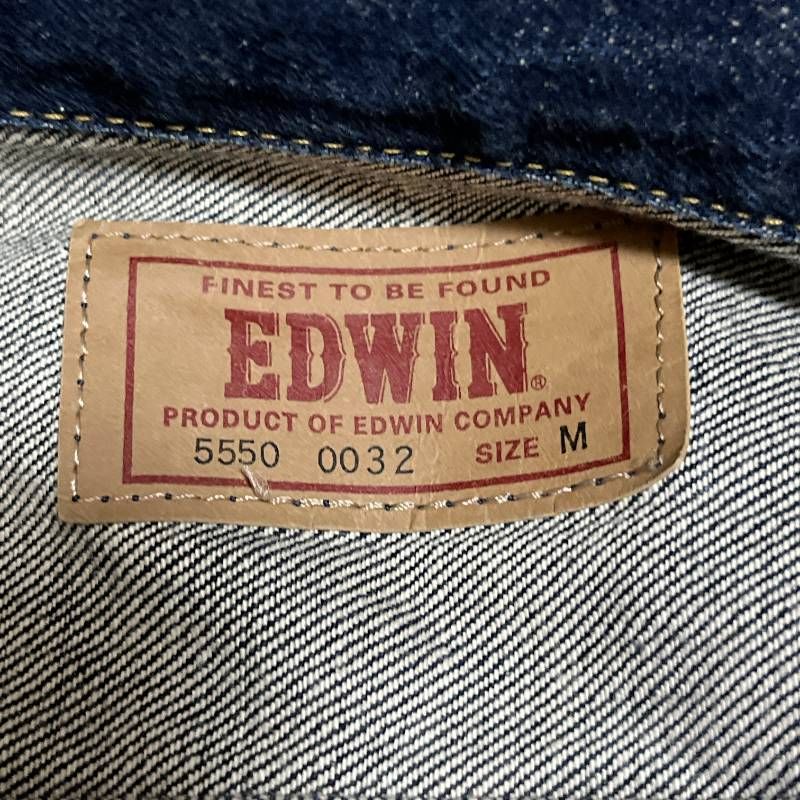 FINEST TO BE FOUND
EDWIN®
PRODUCT OF EDWIN COMPANY
5550 0032 SIZE M